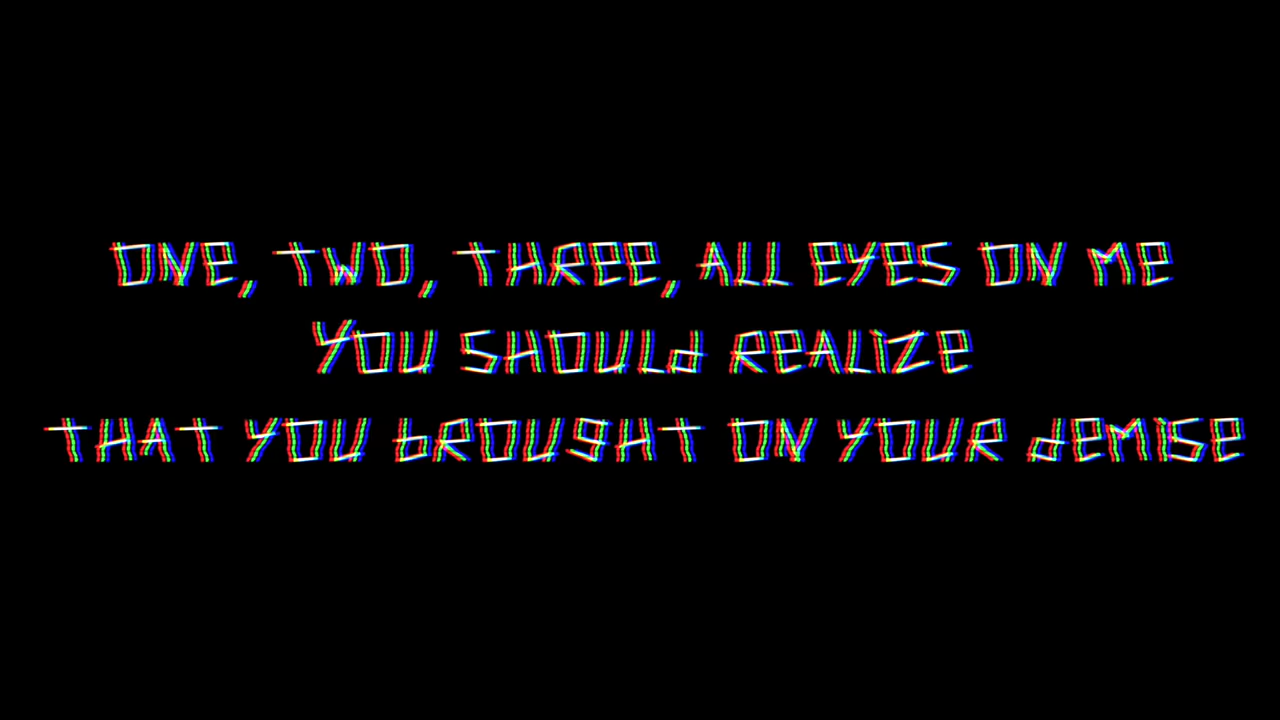 ONE, TWO, THREE, ALL EYES ON ME
YOU SHOULD REALIZE
THAT YOU BROUGHT ON YOUR DEMISE